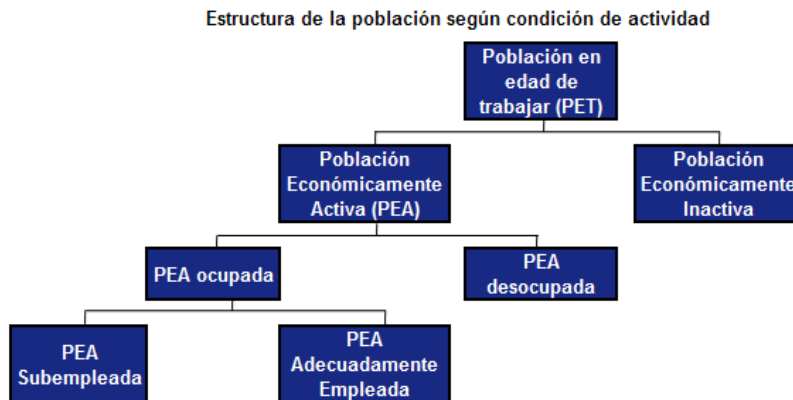 Estructura de la población según condición de actividad
Población en
edad de
trabajar (PET)
Población
Económicamente
Activa (PEA)
Población
Económicamente
Inactiva
PEA ocupada
PEA
desocupada
PEA
Subempleada
PEA
Adecuadamente
Empleada